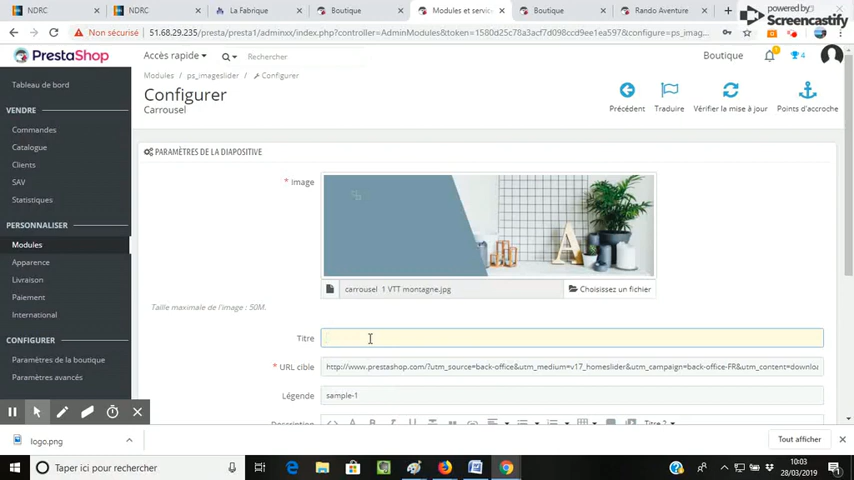 NDRC
NDRC
La Fabrique
Boutique
Modules et servic
Boutique
Rando Aventure
powered by
Screencastify
Non sécurisé
51.68.29.235/presta/presta1/adminx/index.php?controller=AdminModules&token=1580d25c78a3acf7d098ccd9ee1ea597&configure=ps_imag...
PrestaShop
Accès rapide
Rechercher
Boutique
4
Tableau de bord
VENDRE
Commandes
Catalogue
Clients
SAV
Statistiques
PERSONNALISER
Modules
Apparence
Livraison
Paiement
International
CONFIGURER
Paramètres de la boutique
Paramètres avancés
Modules / ps_imageslider / Configurer
Configurer
Carrousel
Précédent
Traduire
Vérifier la mise à jour
Points d'accroche
PARAMÈTRES DE LA DIAPOSITIVE
* Image
A
carrousel 1 VTT montagne.jpg
Choisissez un fichier
Taille maximale de l'image : 50M.
Titre
* URL cible
http://www.prestashop.com/?utm_source=back-office&utm_medium=v17_homeslider&utm_campaign=back-office-FR&utm_content=downloa
Légende
sample-1
Description
Titre 2
logo.png
Tout afficher
Taper ici pour rechercher
10:03
28/03/2019